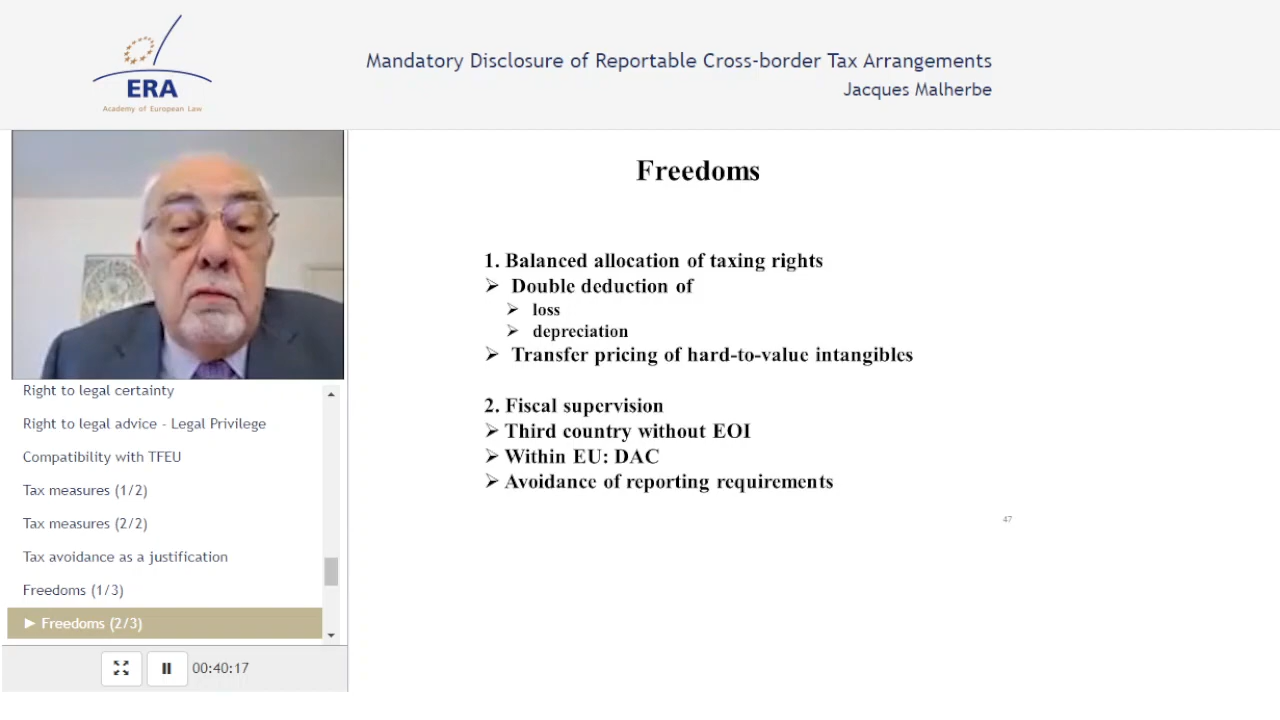 ERA
Academy of European Law
Mandatory Disclosure of Reportable Cross-border Tax Arrangements
Jacques Malherbe
Right to legal certainty
Right to legal advice - Legal Privilege
Compatibility with TFEU
Tax measures (1/2)
Tax measures (2/2)
Tax avoidance as a justification
Freedoms (1/3)
► Freedoms (2/3)
00:40:17
Freedoms
1. Balanced allocation of taxing rights
➢ Double deduction of
➢ loss
➢ depreciation
➢ Transfer pricing of hard-to-value intangibles
2. Fiscal supervision
➢ Third country without EOI
➢ Within EU: DAC
➢ Avoidance of reporting requirements
47